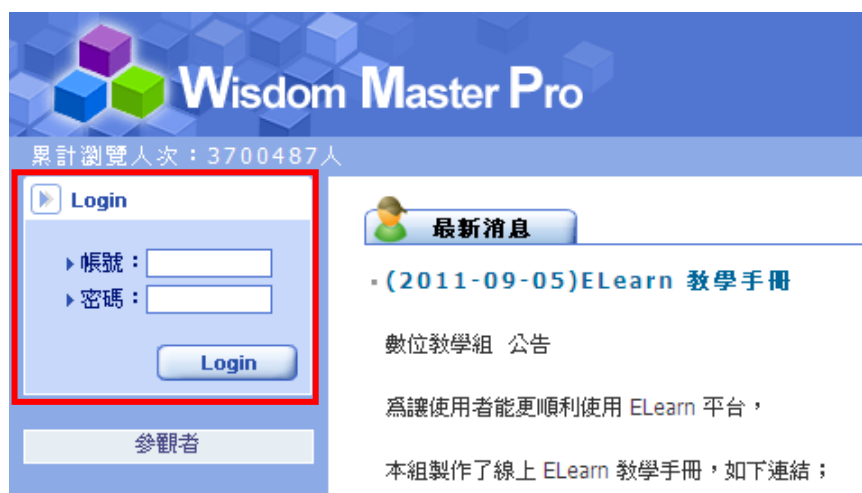 Wisdom Master Pro
累計瀏覽人次：3700487人
Login
帳號：
密碼：
Login
參觀者
最新消息
(2011-09-05)ELearn 教學手冊
數位教學組 公告
為讓使用者能更順利使用 ELearn 平台，
本組製作了線上 ELearn 教學手冊，如下連結；